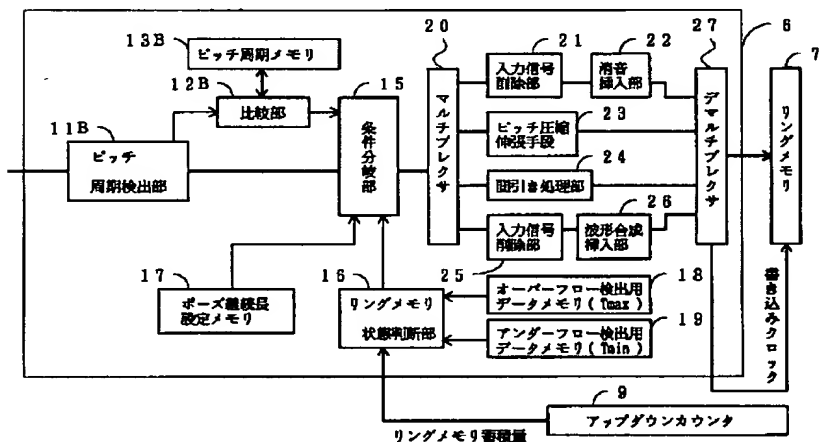 13B
ピッチ周期メモリ
12B
比較部
11B
ピッチ
周期検出部
15
条件分岐部
20
マルチプレクサ
21
入力信号
削除部
22
消音
挿入部
23
ピッチ圧縮
伸張手段
24
間引き処理部
25
入力信号
削除部
26
波形合成
挿入部
27
デマルチプレクサ
6
7
リングメモリ
17
ポーズ継続長
設定メモリ
16
リングメモリ
状態判断部
18
オーバーフロー検出用
データメモリ(Tmax)
19
アンダーフロー検出用
データメモリ(Tmin)
書き込みクロック
9
アップダウンカウンタ
リングメモリ蓄積量